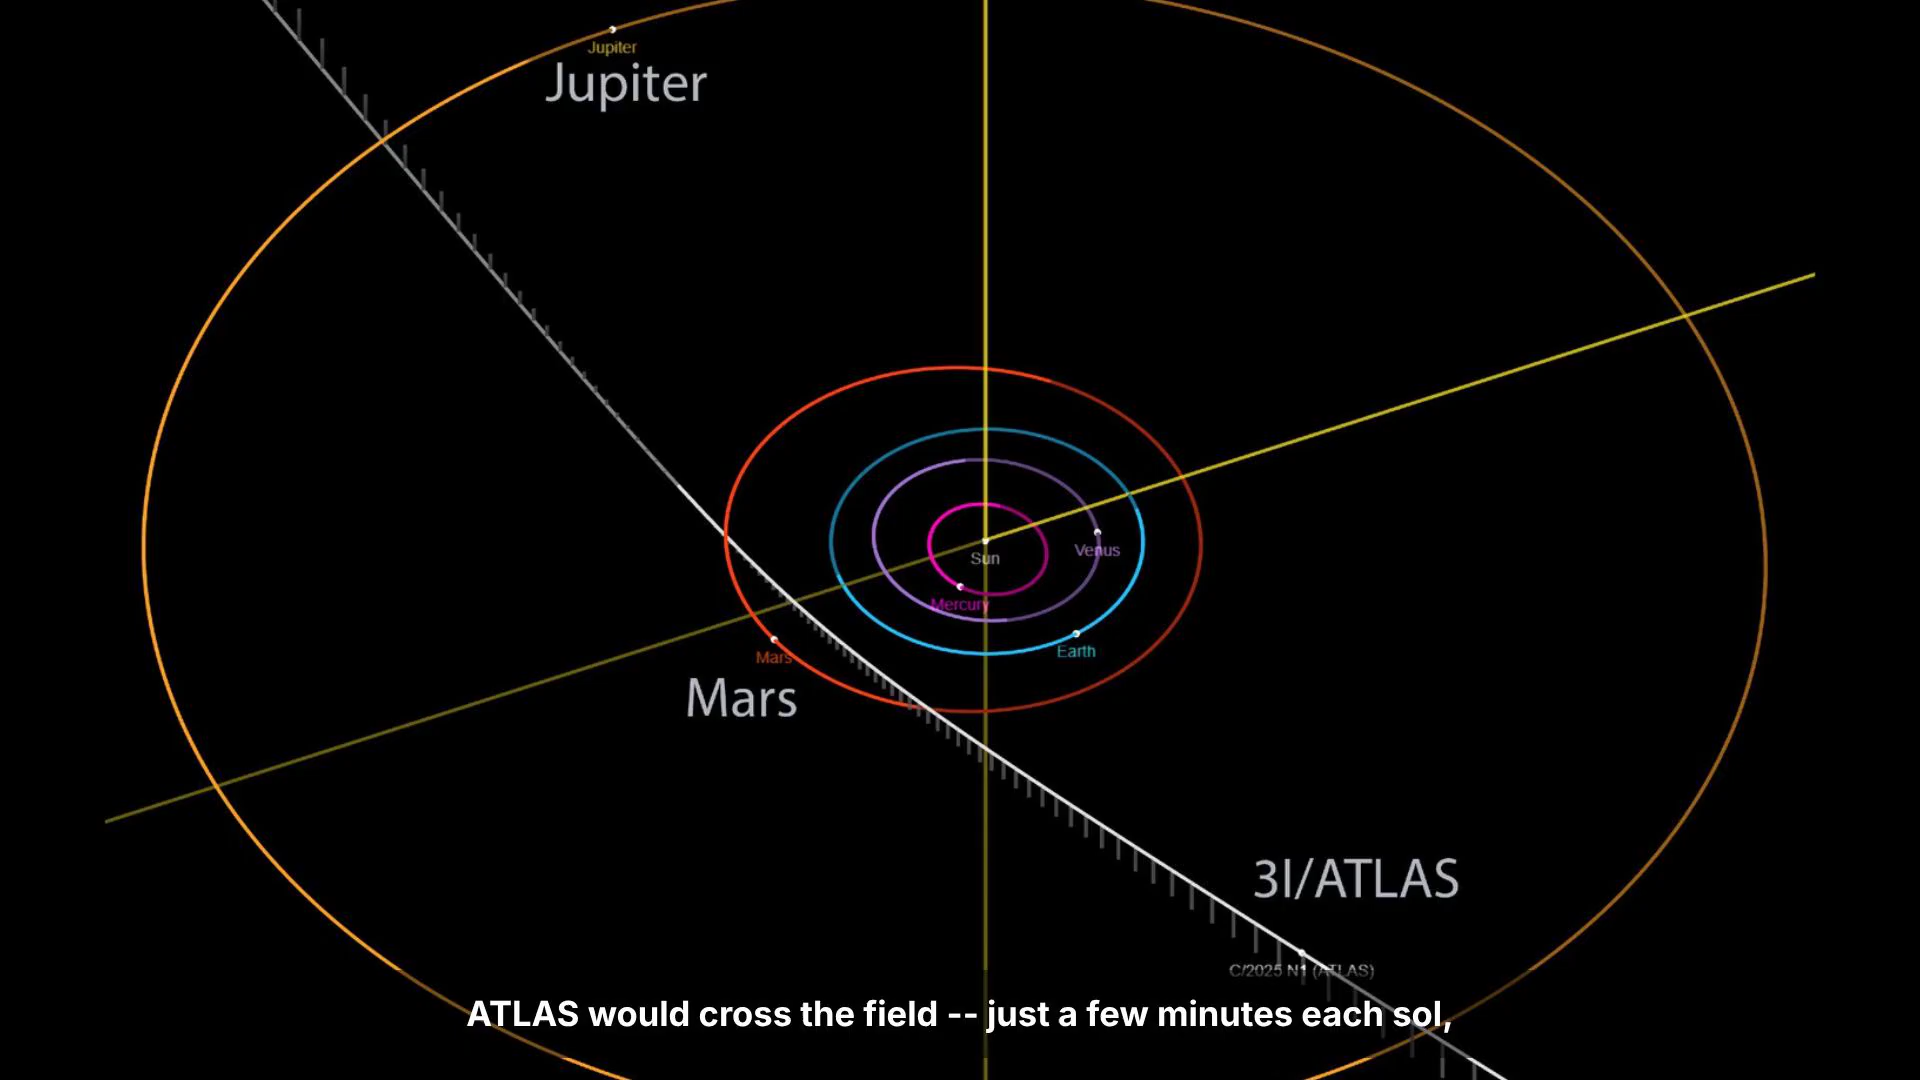 Jupiter
Jupiter
Venus
Sun
Mercury
Earth
Mars
Mars
3I/ATLAS
C/2025 N1 (ATLAS)
ATLAS would cross the field -- just a few minutes each sol,